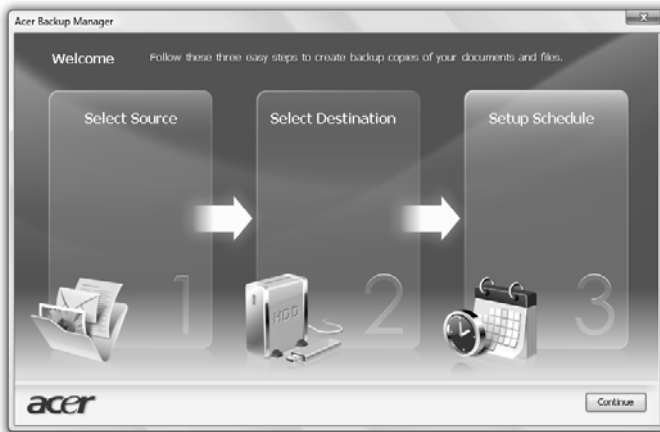 Acer Backup Manager
Welcome Follow these three easy steps to create backup copies of your documents and files.
Select Source
Select Destination
Setup Schedule
1
HDD
2
3
acer
Continue